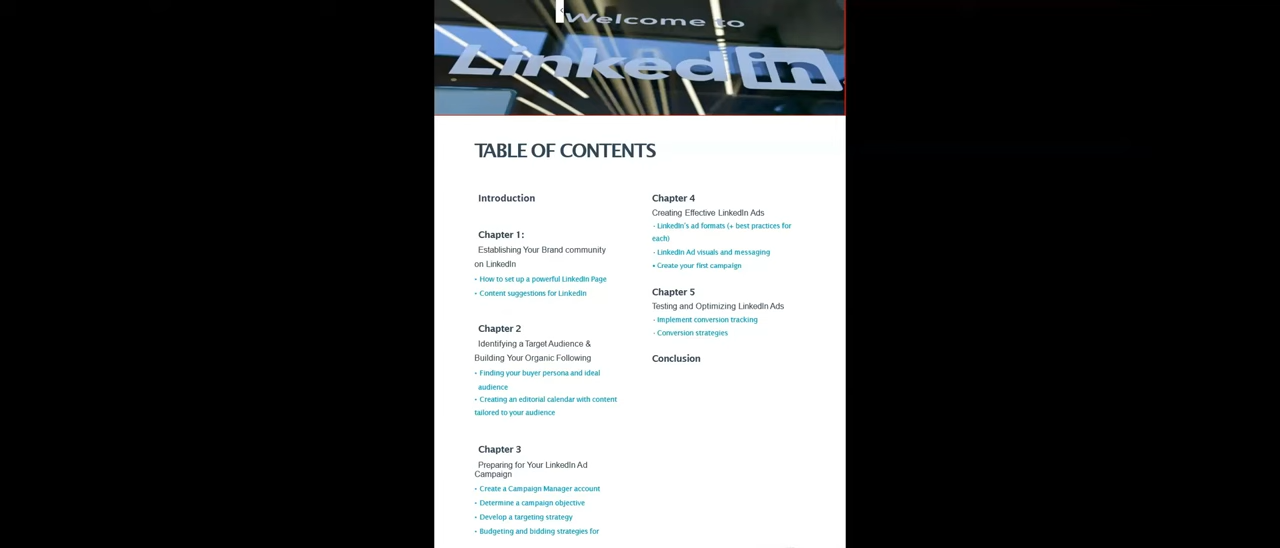 Welcome to
Linkedin
TABLE OF CONTENTS
Introduction
Chapter 1:
Establishing Your Brand community
on LinkedIn
- How to set up a powerful LinkedIn Page
- Content suggestions for LinkedIn
Chapter 2
Identifying a Target Audience &
Building Your Organic Following
- Finding your buyer persona and ideal
audience
- Creating an editorial calendar with content
tailored to your audience
Chapter 3
Preparing for Your LinkedIn Ad
Campaign
- Create a Campaign Manager account
- Determine a campaign objective
- Develop a targeting strategy
- Budgeting and bidding strategies for
Chapter 4
Creating Effective LinkedIn Ads
- LinkedIn's ad formats (+ best practices for
each)
- LinkedIn Ad visuals and messaging
• Create your first campaign
Chapter 5
Testing and Optimizing LinkedIn Ads
- Implement conversion tracking
- Conversion strategies
Conclusion